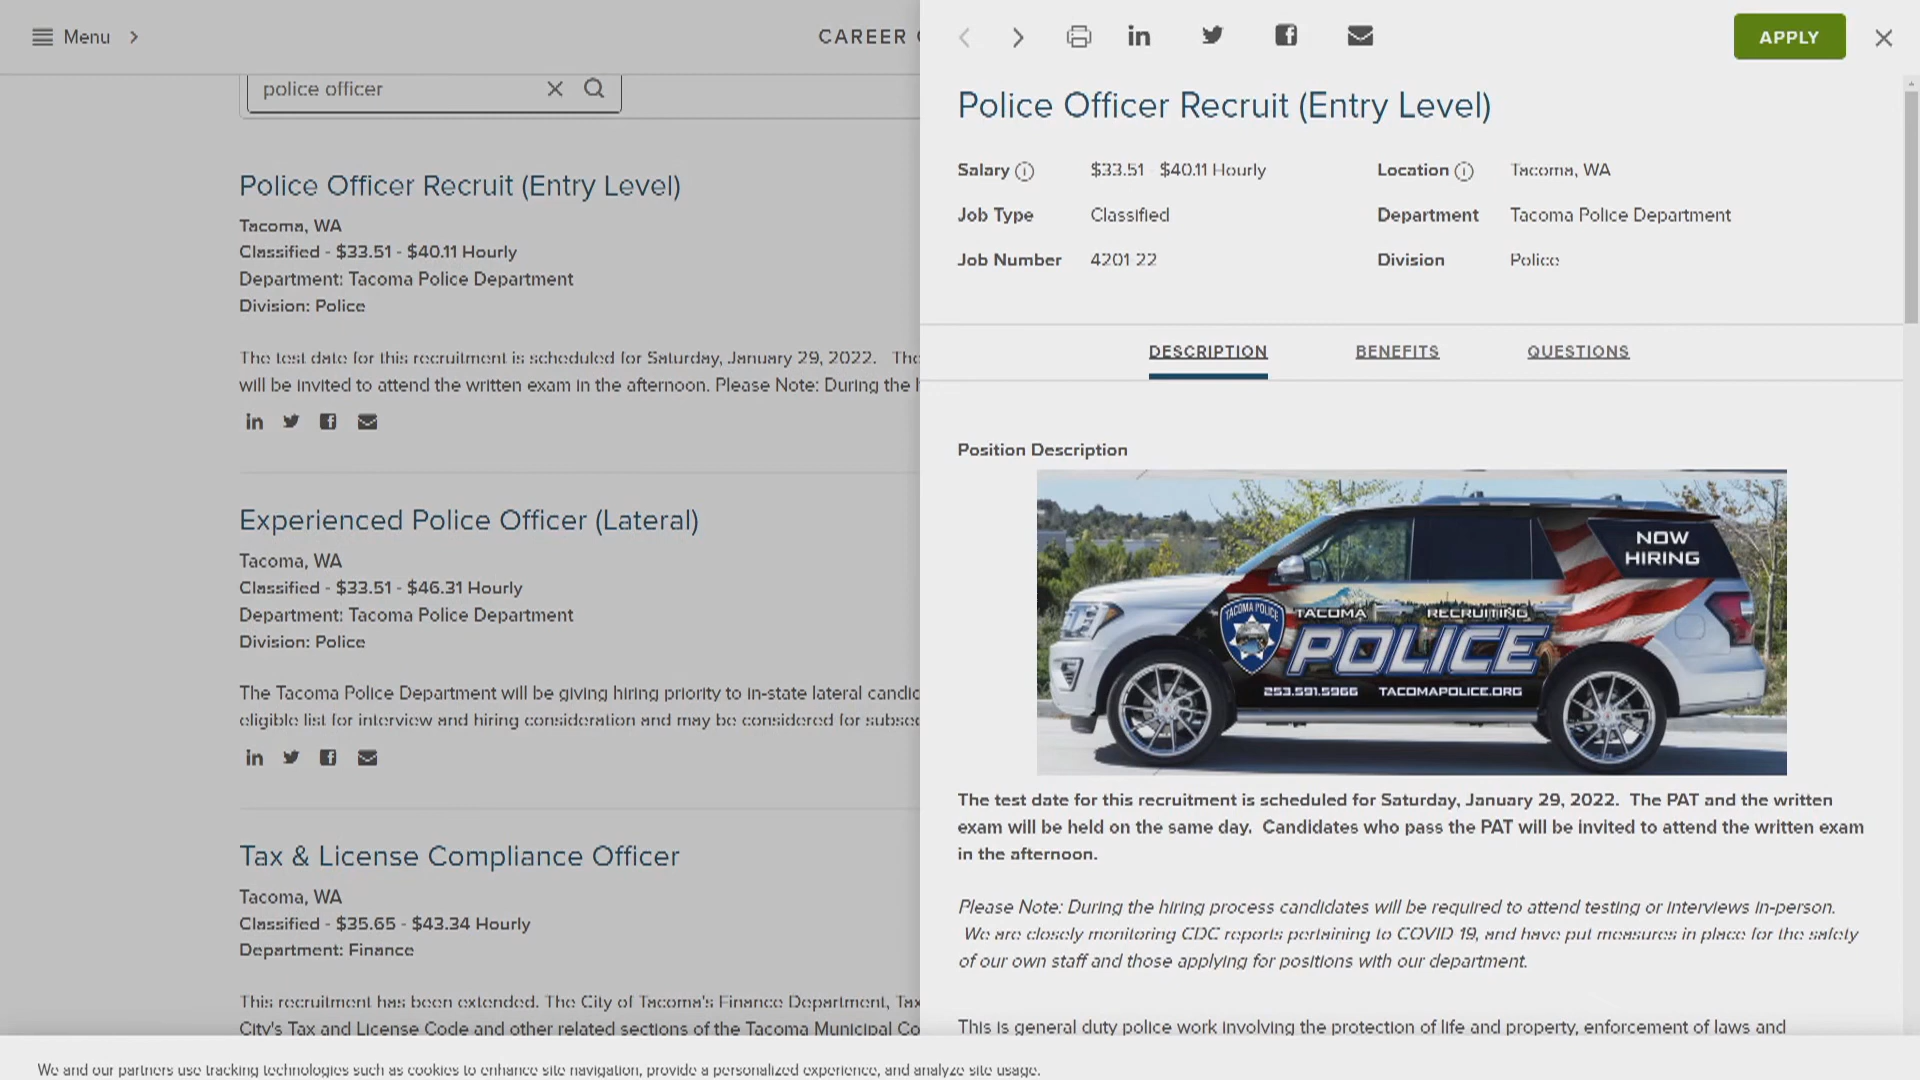 Menu
CAREER
police officer
Police Officer Recruit (Entry Level)
Tacoma, WA
Classified - $33.51 - $40.11 Hourly
Department: Tacoma Police Department
Division: Police
The test date for this recruitment is scheduled for Saturday, January 29, 2022. The
will be invited to attend the written exam in the afternoon. Please Note: During the
Experienced Police Officer (Lateral)
Tacoma, WA
Classified - $33.51 - $46.31 Hourly
Department: Tacoma Police Department
Division: Police
The Tacoma Police Department will be giving hiring priority to in-state lateral
eligible list for interview and hiring consideration and may be considered for
Tax & License Compliance Officer
Tacoma, WA
Classified - $35.65 - $43.34 Hourly
Department: Finance
This recruitment has been extended. The City of Tacoma's Finance Department, Tax
City's Tax and License Code and other related sections of the Tacoma Municipal
APPLY
Police Officer Recruit (Entry Level)
Salary $33.51 - $40.11 Hourly Location Tacoma, WA
Job Type Classified Department Tacoma Police Department
Job Number 4201 22 Division Police
DESCRIPTION BENEFITS QUESTIONS
Position Description
NOW
HIRING
TACOMA POLICE
TACOMA RECRUITING
POLICE
253.591.5966 TACOMAPOLICE.ORG
The test date for this recruitment is scheduled for Saturday, January 29, 2022. The PAT and the written
exam will be held on the same day. Candidates who pass the PAT will be invited to attend the written exam
in the afternoon.
Please Note: During the hiring process candidates will be required to attend testing or interviews in-person.
We are closely monitoring CDC reports pertaining to COVID 19, and have put measures in place for the safety
of our own staff and those applying for positions with our department.
This is general duty police work involving the protection of life and property, enforcement of laws and
We and our partners use tracking technologies such as cookies to enhance site navigation, provide a personalized experience, and analyze site usage.